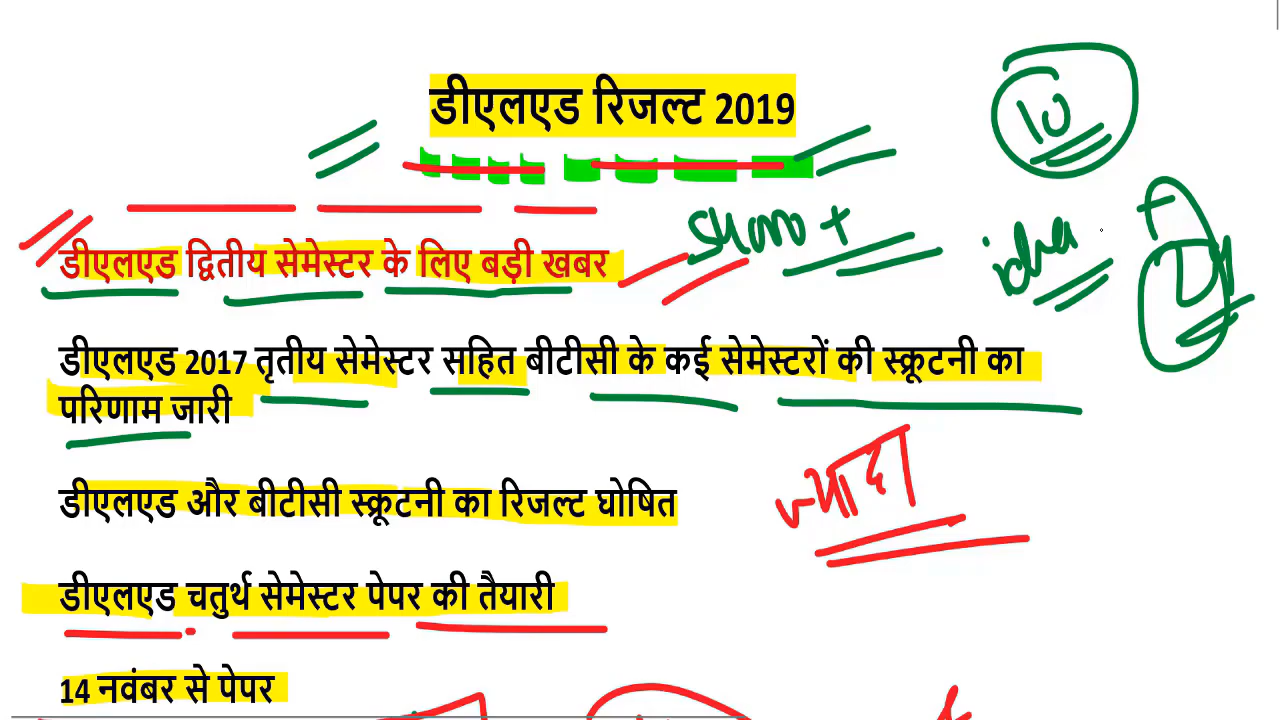 डीएलएड रिजल्ट 2019
10
डीएलएड द्वितीय सेमेस्टर के लिए बड़ी खबर
डीएलएड 2017 तृतीय सेमेस्टर सहित बीटीसी के कई सेमेस्टरों की स्क्रूटनी का
परिणाम जारी
ज्यादा
डीएलएड और बीटीसी स्क्रूटनी का रिजल्ट घोषित
डीएलएड चतुर्थ सेमेस्टर पेपर की तैयारी
14 नवंबर से पेपर